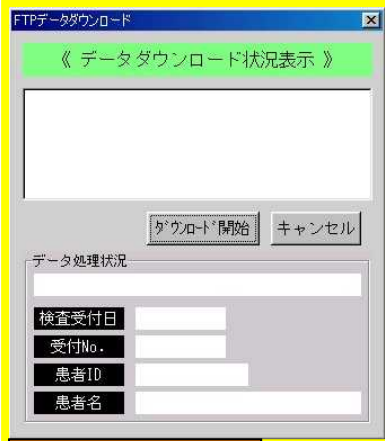 FTPデータダウンロード
《 データダウンロード状況表示 》
ﾀﾞｳﾝﾛｰﾄﾞ開始
キャンセル
データ処理状況
検査受付日
受付No.
患者ID
患者名